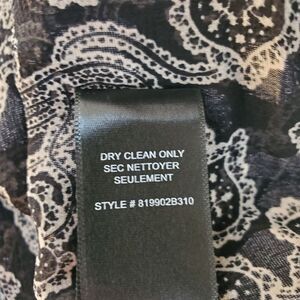 DRY CLEAN ONLY
SEC NETTOYER
SEULEMENT
STYLE # 819902B310